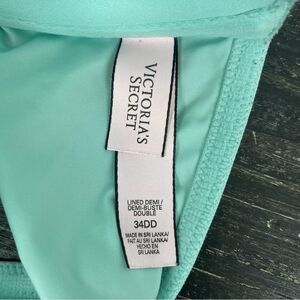 VICTORIA'S
SECRET
LINED DEMI /
DEMI-BUSTE
DOUBLÉ
34DD
MADE IN SRI LANKA/
FAIT AU SRI LANKA/
HECHO EN
SRI LANKA